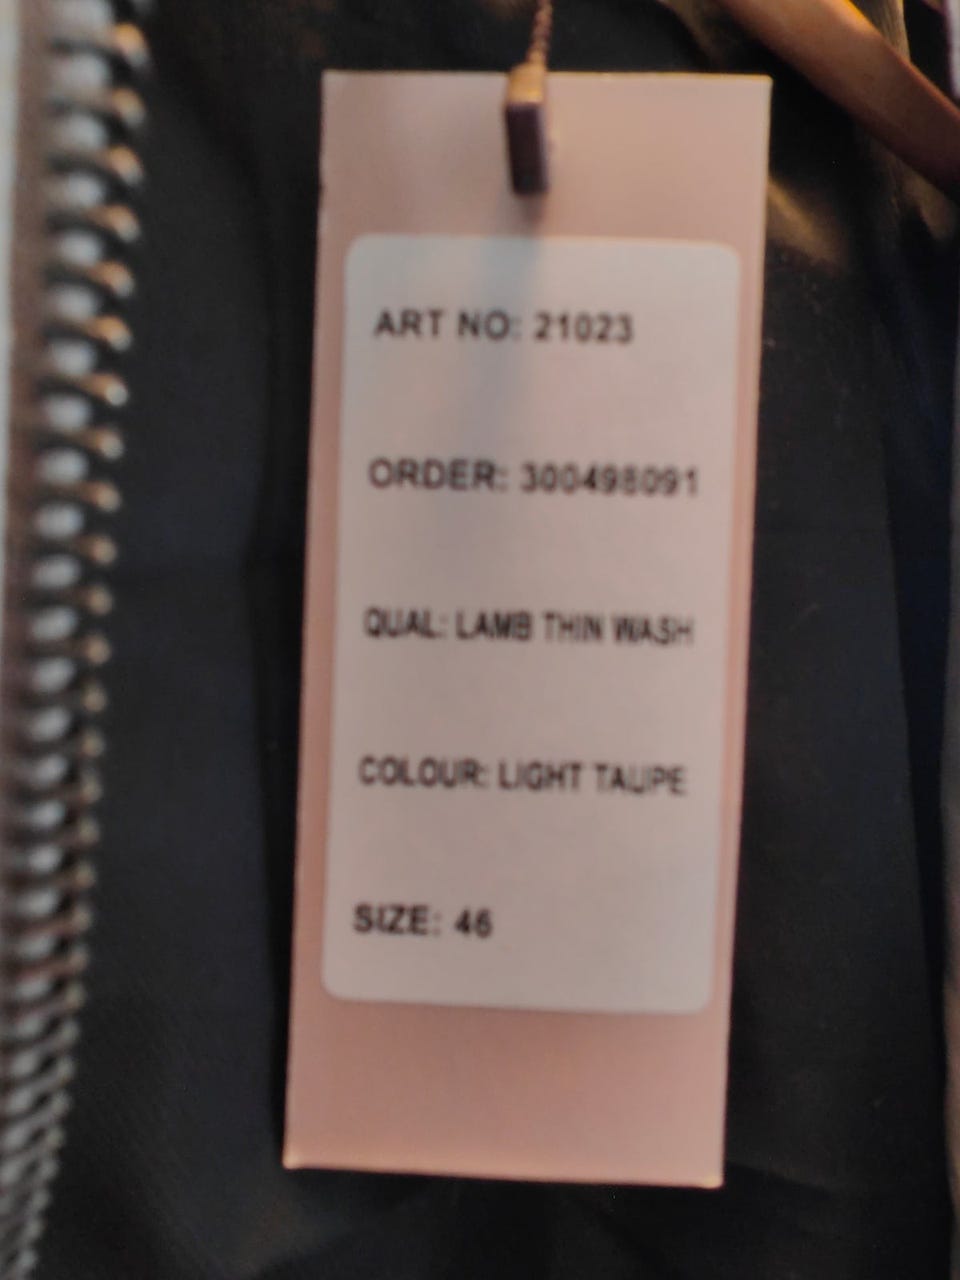 ART NO: 21023
ORDER: 300498091
QUAL: LAMB THIN WASH
COLOUR: LIGHT TAUPE
SIZE: 46